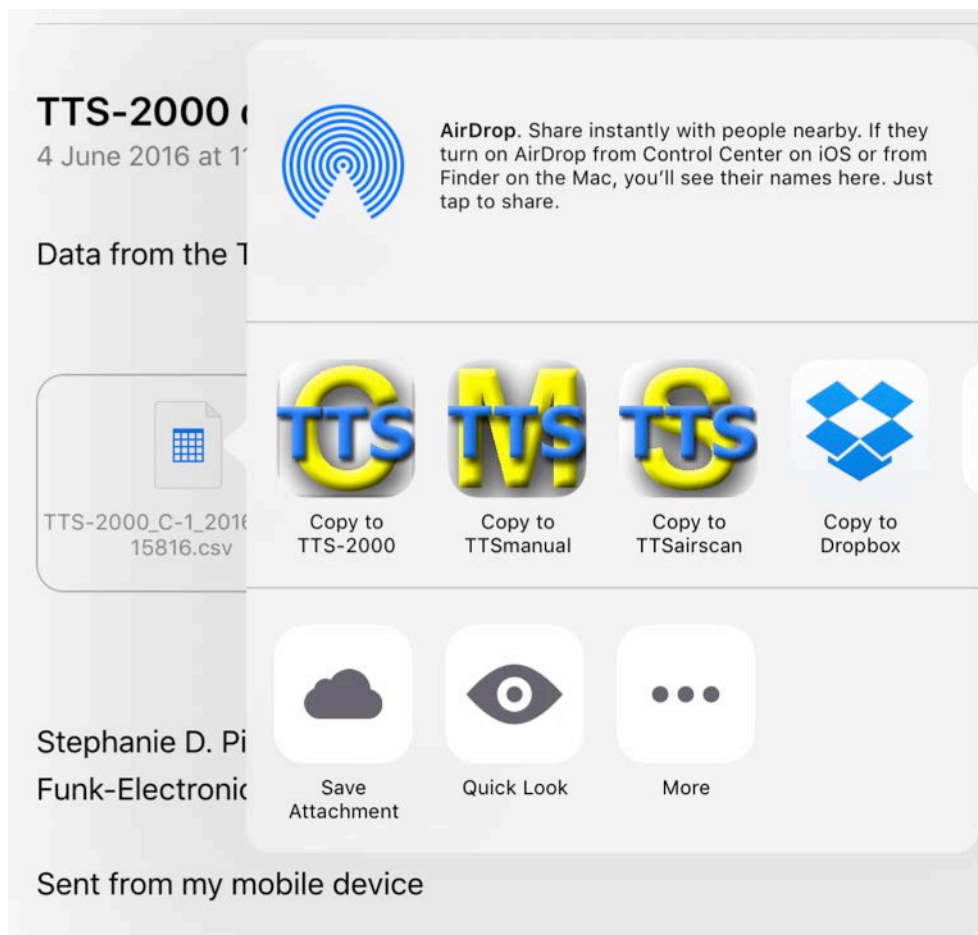 TTS-2000
4 June 2016 at
Data from the
TTS-2000_C-1_2016
15816.csv
Stephanie D.
Funk-Electronic
Sent from my mobile device
AirDrop. Share instantly with people nearby. If they
turn on AirDrop from Control Center on iOS or from
Finder on the Mac, you’ll see their names here. Just
tap to share.
C
TTS
M
TTS
S
TTS
Copy to
TTS-2000
Copy to
TTSmanual
Copy to
TTSairscan
Copy to
Dropbox
Save
Attachment
Quick Look
More